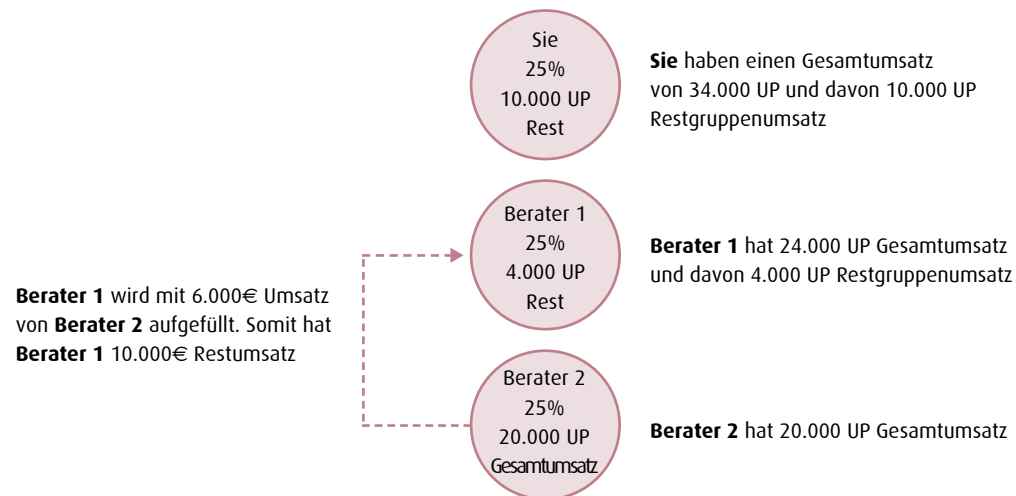 Sie
25%
10.000 UP
Rest
Sie haben einen Gesamtumsatz
von 34.000 UP und davon 10.000 UP
Restgruppenumsatz
Berater 1
25%
4.000 UP
Rest
Berater 1 hat 24.000 UP Gesamtumsatz
und davon 4.000 UP Restgruppenumsatz
Berater 1 wird mit 6.000€ Umsatz
von Berater 2 aufgefüllt. Somit hat
Berater 1 10.000€ Restumsatz
Berater 2
25%
20.000 UP
Gesamtumsatz
Berater 2 hat 20.000 UP Gesamtumsatz